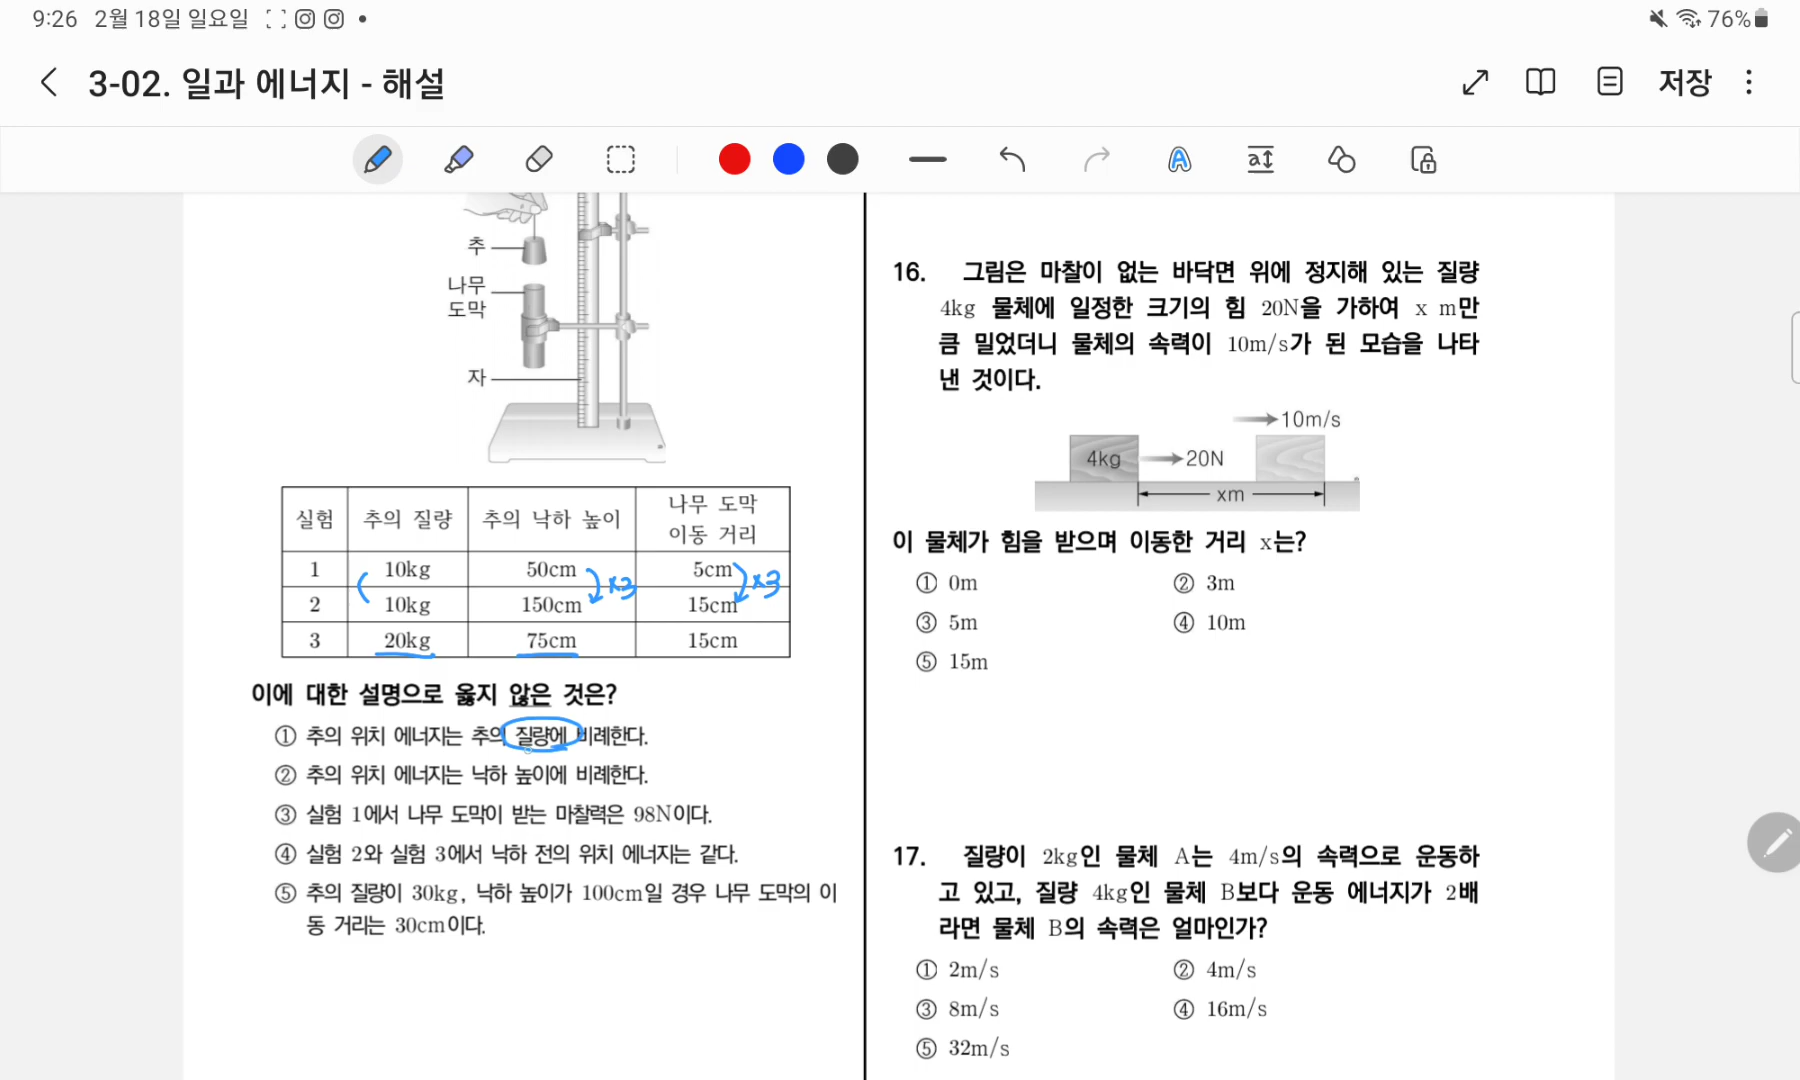 9:26 2월 18일 일요일
76%
3-02. 일과 에너지 - 해설
저장
추
나무
도막
자
실험 추의 질량 추의 낙하 높이 나무 도막 이동 거리
1 10kg 50cm 5cm
×3 ×3
2 10kg 150cm 15cm
3 20kg 75cm 15cm
이에 대한 설명으로 옳지 않은 것은?
① 추의 위치 에너지는 추의 질량에 비례한다.
② 추의 위치 에너지는 낙하 높이에 비례한다.
③ 실험 1에서 나무 도막이 받는 마찰력은 98N이다.
④ 실험 2와 실험 3에서 낙하 전의 위치 에너지는 같다.
⑤ 추의 질량이 30kg, 낙하 높이가 100cm일 경우 나무 도막의 이
동 거리는 30cm이다.
16. 그림은 마찰이 없는 바닥면 위에 정지해 있는 질량
4kg 물체에 일정한 크기의 힘 20N을 가하여 x m만
큼 밀었더니 물체의 속력이 10m/s가 된 모습을 나타
낸 것이다.
10m/s
4kg 20N
xm
이 물체가 힘을 받으며 이동한 거리 x는?
① 0m ② 3m
③ 5m ④ 10m
⑤ 15m
17. 질량이 2kg인 물체 A는 4m/s의 속력으로 운동하
고 있고, 질량 4kg인 물체 B보다 운동 에너지가 2배
라면 물체 B의 속력은 얼마인가?
① 2m/s ② 4m/s
③ 8m/s ④ 16m/s
⑤ 32m/s